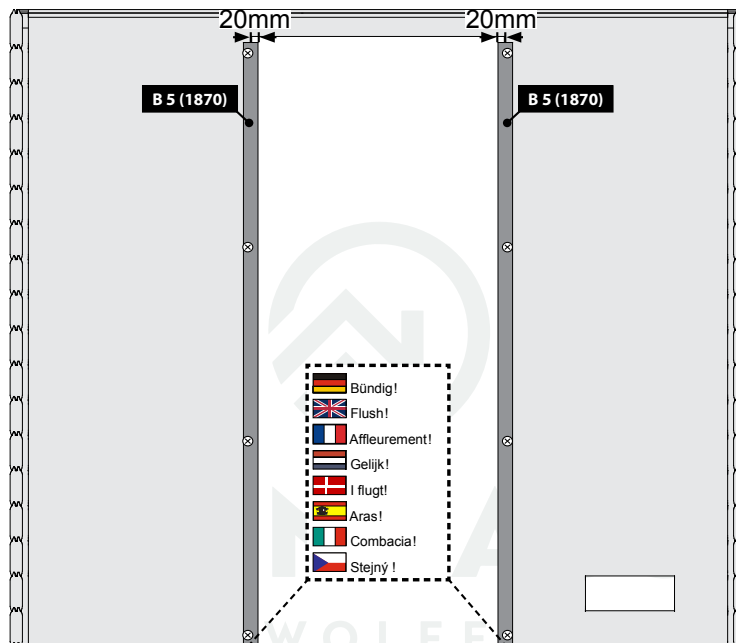 20mm 20mm
B 5 (1870) B 5 (1870)
Bündig!
Flush!
Affleurement!
Gelijk!
I flugt!
Aras!
Combacia!
Stejný !